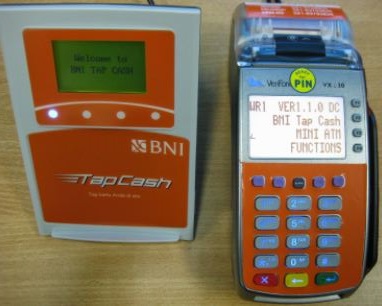 Welcome to
BNI TAP CASH
BNI
TapCash
VeriFone
PIN
WR1 VER1.1.0 DC
BNI Tap Cash
MINI ATM
FUNCTIONS